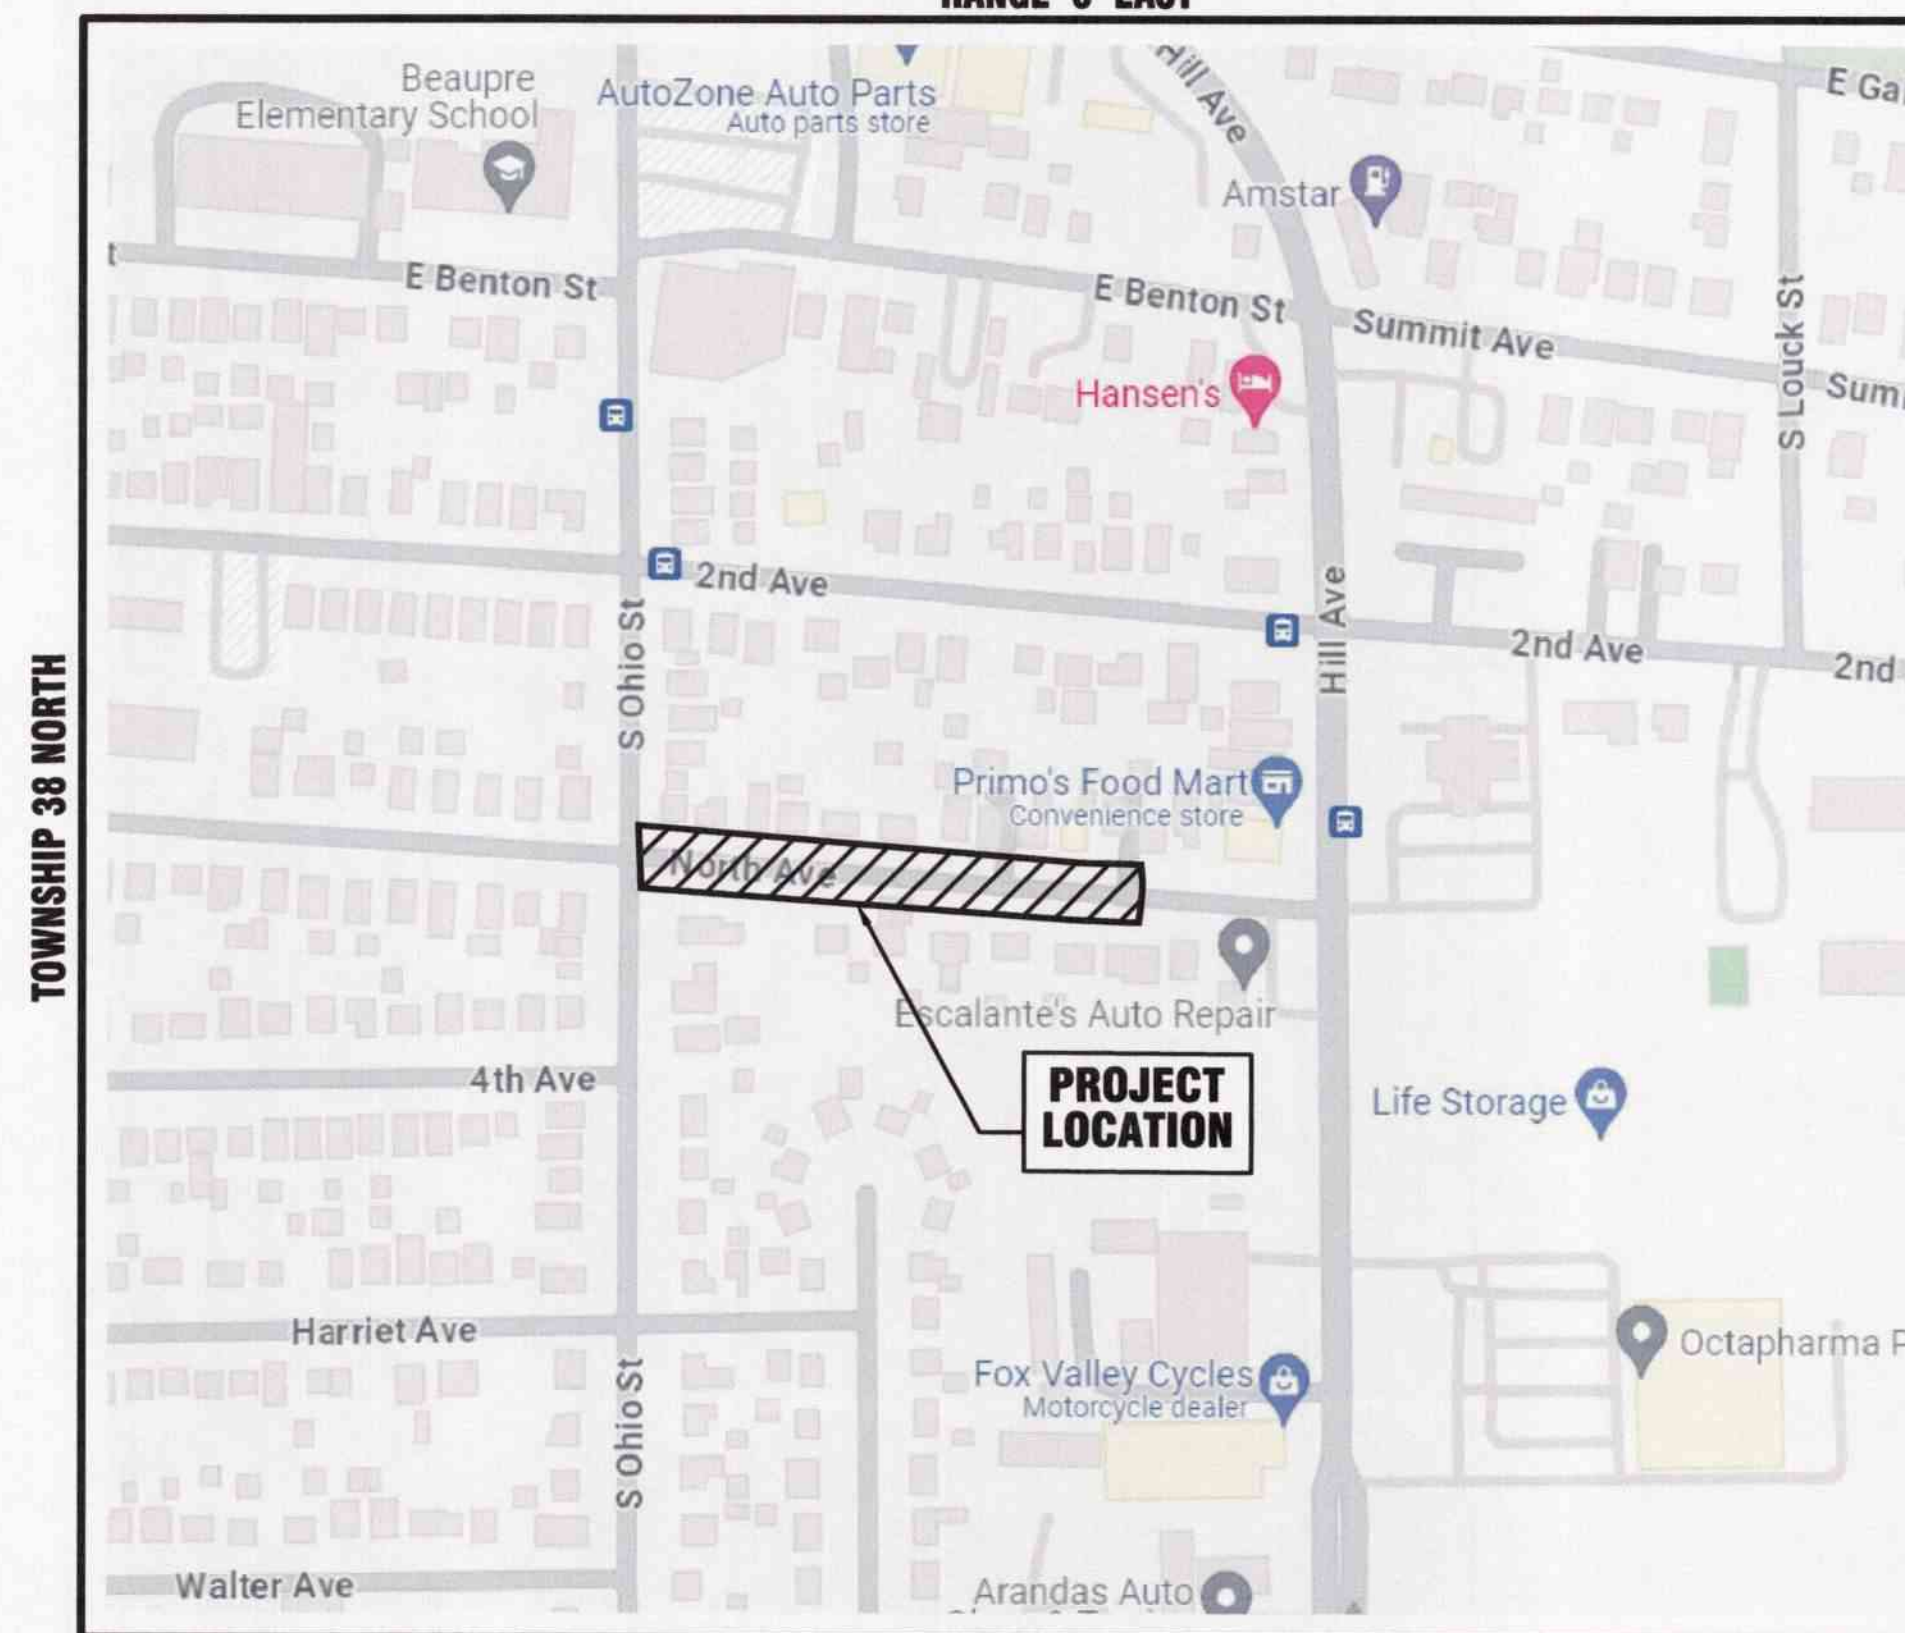 Hill Ave
E Ga
Beaupre
Elementary School
AutoZone Auto Parts
Auto parts store
Amstar
t
E Benton St
E Benton St
Summit Ave
S Louck St
Hansen's
2nd Ave
S Ohio St
Hill Ave
2nd Ave
2nd
TOWNSHIP 38 NORTH
Primo's Food Mart
Convenience store
North Ave
Escalante's Auto Repair
PROJECT
LOCATION
4th Ave
Life Storage
Harriet Ave
Octapharma P
Fox Valley Cycles
Motorcycle dealer
S Ohio St
Walter Ave
Arandas Auto